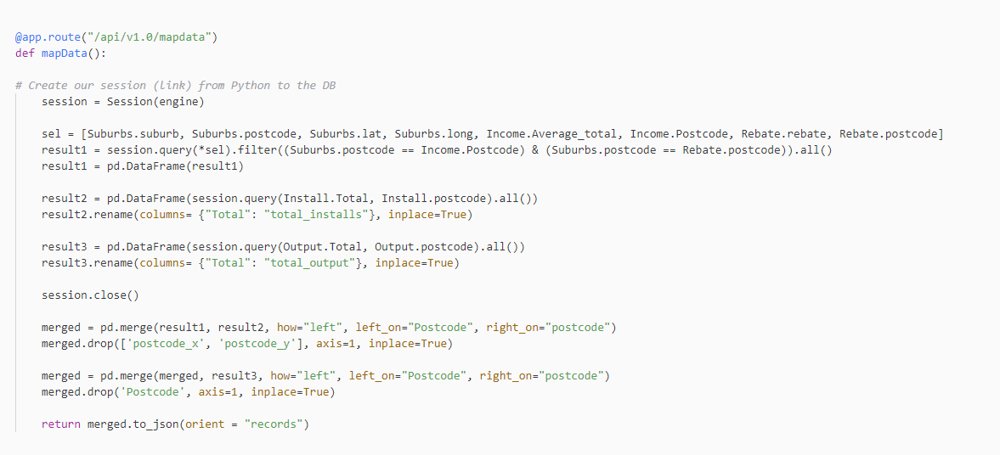 @app.route("/api/v1.0/mapdata")
def mapData():
# Create our session (link) from Python to the DB
session = Session(engine)
sel = [Suburbs.suburb, Suburbs.postcode, Suburbs.lat, Suburbs.long, Income.Average_total, Income.Postcode, Rebate.rebate, Rebate.postcode]
result1 = session.query(*sel).filter((Suburbs.postcode == Income.Postcode) & (Suburbs.postcode == Rebate.postcode)).all()
result1 = pd.DataFrame(result1)
result2 = pd.DataFrame(session.query(Install.Total, Install.postcode).all())
result2.rename(columns= {"Total": "total_installs"}, inplace=True)
result3 = pd.DataFrame(session.query(Output.Total, Output.postcode).all())
result3.rename(columns= {"Total": "total_output"}, inplace=True)
session.close()
merged = pd.merge(result1, result2, how="left", left_on="Postcode", right_on="postcode")
merged.drop(['postcode_x', 'postcode_y'], axis=1, inplace=True)
merged = pd.merge(merged, result3, how="left", left_on="Postcode", right_on="postcode")
merged.drop('Postcode', axis=1, inplace=True)
return merged.to_json(orient = "records")